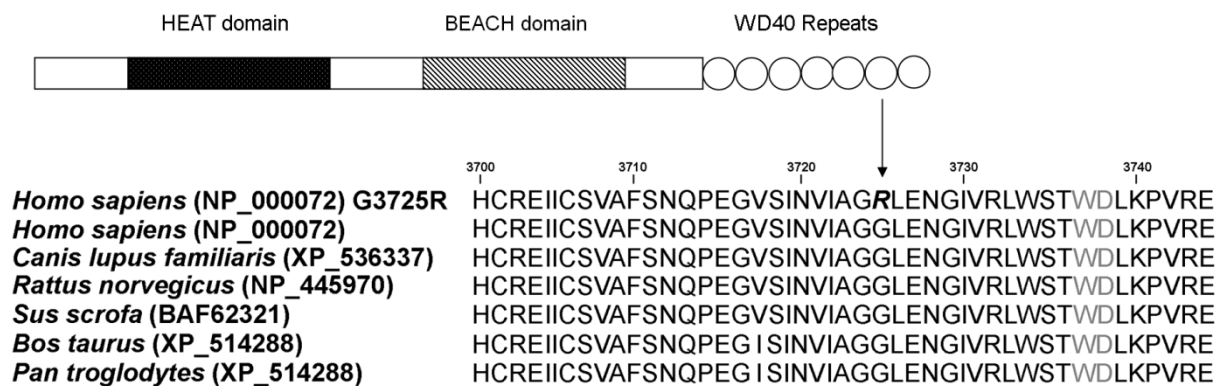 HEAT domain BEACH domain WD40 Repeats
3700 3710 3720 3730 3740
Homo sapiens (NP_000072) G3725R HCREIICSVAFSNQPEGVSINVIAGRLENGIVRLWSTWDLKPVRE
Homo sapiens (NP_000072) HCREIICSVAFSNQPEGVSINVIAGGLENGIVRLWSTWDLKPVRE
Canis lupus familiaris (XP_536337) HCREIICSVAFSNQPEGVSINVIAGGLENGIVRLWSTWDLKPVRE
Rattus norvegicus (NP_445970) HCREIICSVAFSNQPEGVSINVIAGGLENGIVRLWSTWDLKPVRE
Sus scrofa (BAF62321) HCREIICSVAFSNQPEGVSINVIAGGLENGIVRLWSTWDLKPVRE
Bos taurus (XP_514288) HCREIICSVAFSNQPEGISINVIAGGLENGIVRLWSTWDLKPVRE
Pan troglodytes (XP_514288) HCREIICSVAFSNQPEGISINVIAGGLENGIVRLWSTWDLKPVRE